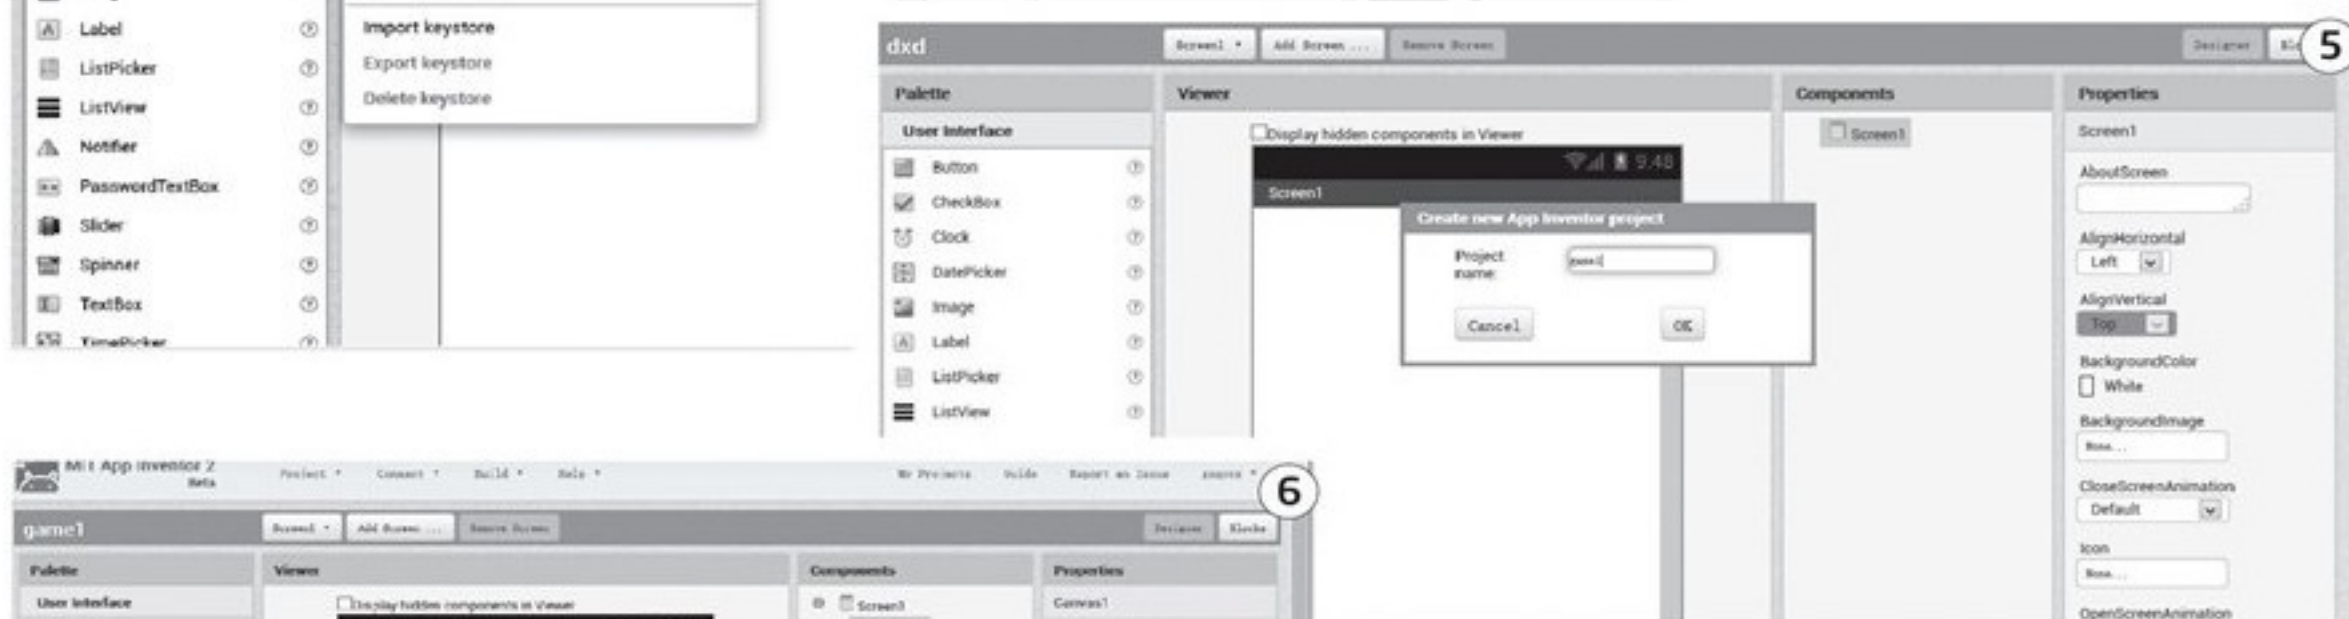 Label
ListPicker
ListView
Notifier
PasswordTextBox
Slider
Spinner
TextBox
TimePicker
Import keystore
Export keystore
Delete keystore
5
dxd
Screen1
Add Screen ...
Remove Screen
Designer
Palette
Viewer
Components
Properties
User Interface
Display hidden components in Viewer
Screen1
Screen1
Button
CheckBox
Clock
DatePicker
Image
Label
ListPicker
ListView
9:48
Screen1
Create new App Inventor project
Project
name:
game1
Cancel
OK
AboutScreen
AlignHorizontal
Left
AlignVertical
Top
BackgroundColor
White
BackgroundImage
None...
CloseScreenAnimation
Default
Icon
None...
OpenScreenAnimation
6
MIT App Inventor 2
Beta
Project
Connect
Build
Help
My Projects
Guide
Report an Issue
game1
Screen1
Add Screen ...
Remove Screen
Designer
Blocks
Palette
Viewer
Components
Properties
User Interface
Display hidden components in Viewer
Screen1
Canvas1